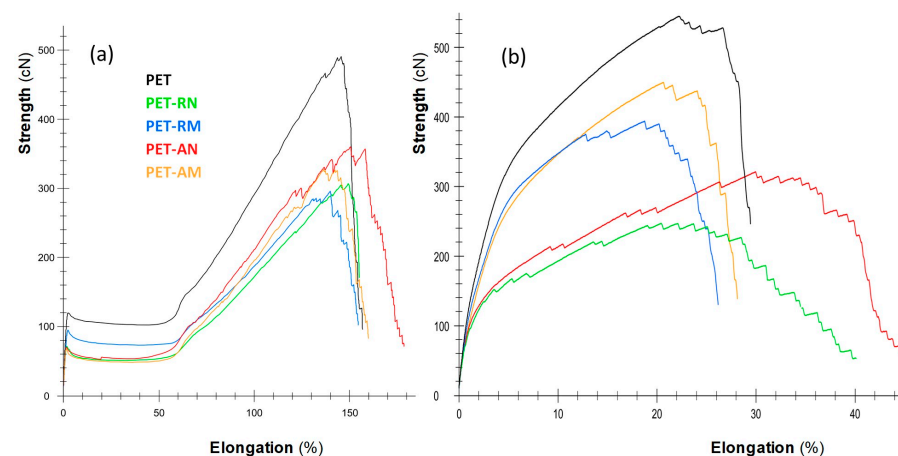 (a)
Strength (cN)
500
400
300
200
100
0
PET
PET-RN
PET-RM
PET-AN
PET-AM
0
50
100
150
Elongation (%)
(b)
Strength (cN)
500
400
300
200
100
0
0
10
20
30
40
Elongation (%)